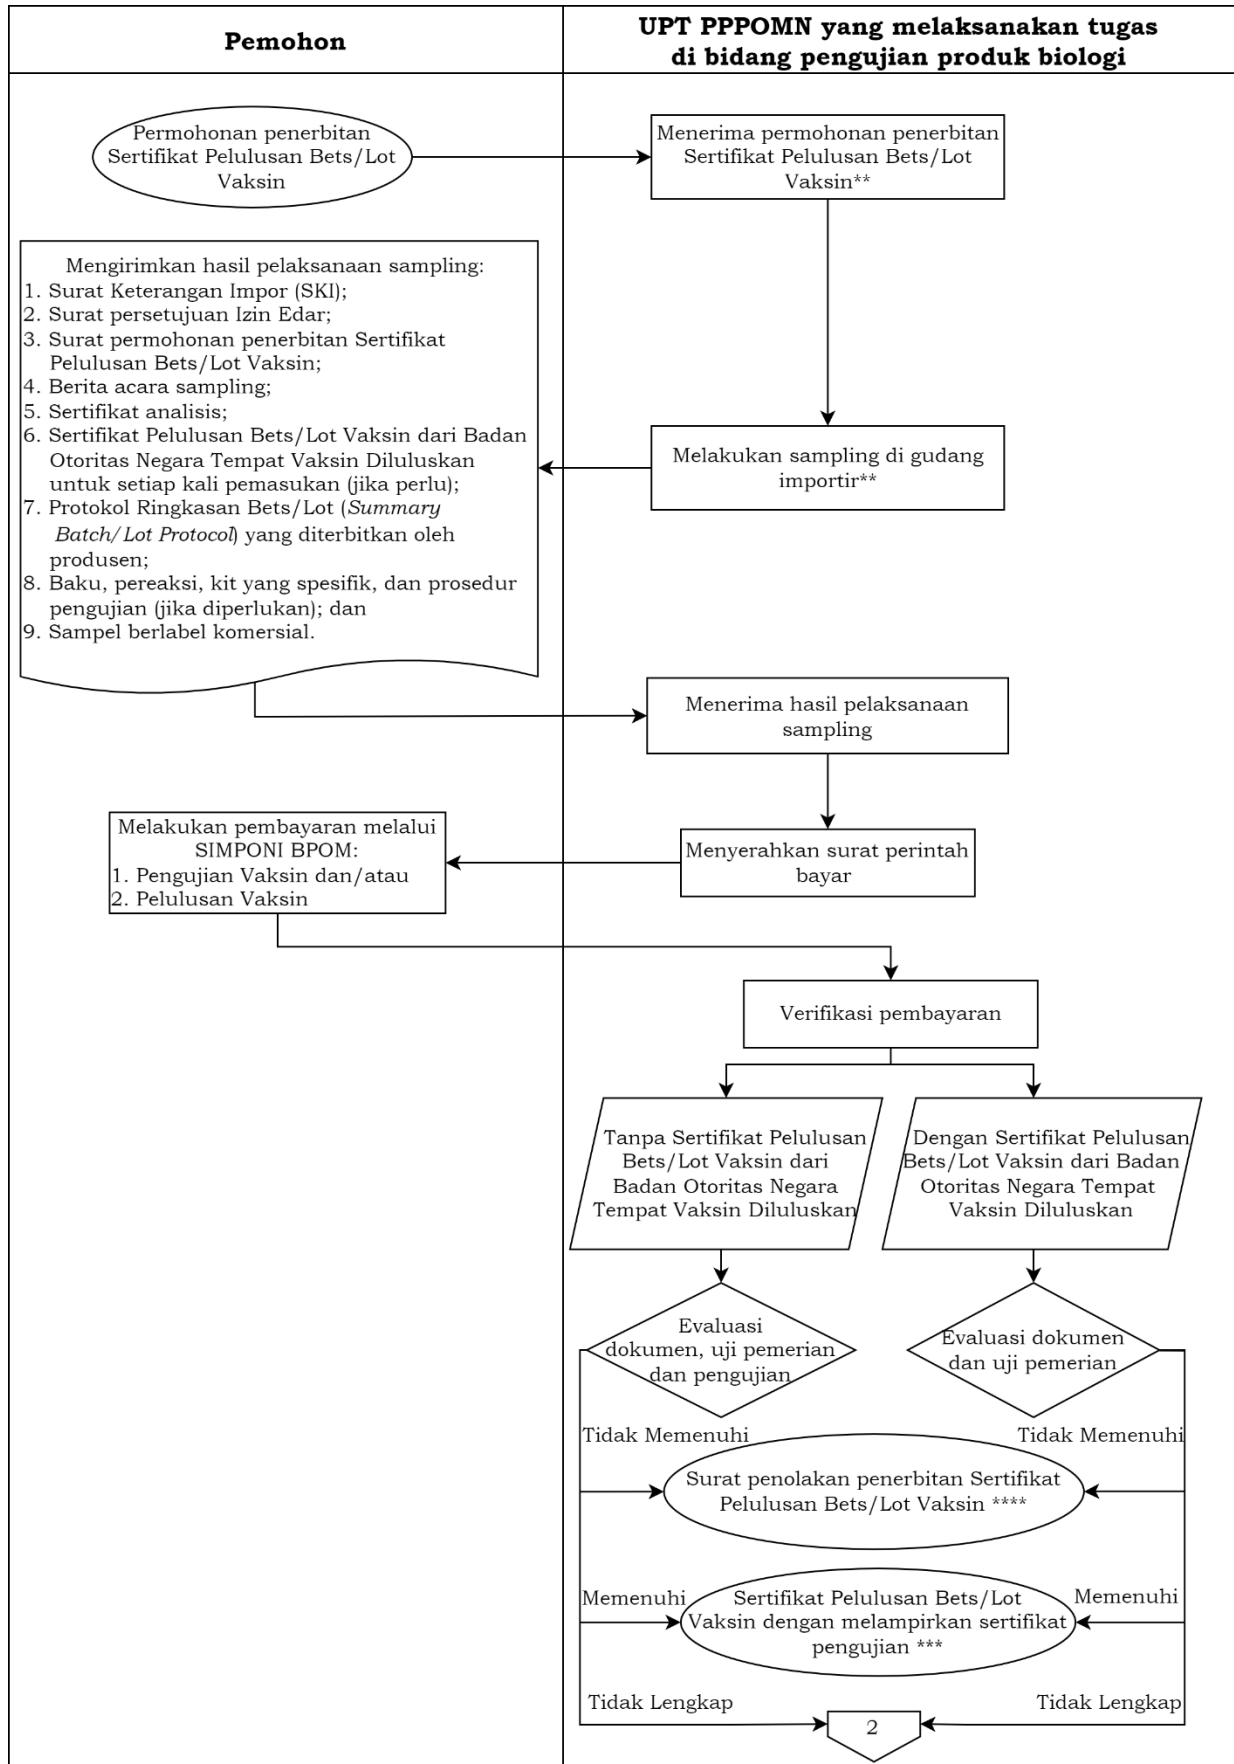 Pemohon
UPT PPPOMN yang melaksanakan tugas
di bidang pengujian produk biologi
Permohonan penerbitan
Sertifikat Pelulusan Bets/Lot
Vaksin
Menerima permohonan penerbitan
Sertifikat Pelulusan Bets/Lot
Vaksin**
Mengirimkan hasil pelaksanaan sampling:
1. Surat Keterangan Impor (SKI);
2. Surat persetujuan Izin Edar;
3. Surat permohonan penerbitan Sertifikat
Pelulusan Bets/Lot Vaksin;
4. Berita acara sampling;
5. Sertifikat analisis;
6. Sertifikat Pelulusan Bets/Lot Vaksin dari Badan
Otoritas Negara Tempat Vaksin Diluluskan
untuk setiap kali pemasukan (jika perlu);
7. Protokol Ringkasan Bets/Lot (Summary
Batch/Lot Protocol) yang diterbitkan oleh
produsen;
8. Baku, pereaksi, kit yang spesifik, dan prosedur
pengujian (jika diperlukan); dan
9. Sampel berlabel komersial.
Melakukan sampling di gudang
importir**
Menerima hasil pelaksanaan
sampling
Melakukan pembayaran melalui
SIMPONI BPOM:
1. Pengujian Vaksin dan/atau
2. Pelulusan Vaksin
Menyerahkan surat perintah
bayar
Verifikasi pembayaran
Tanpa Sertifikat Pelulusan
Bets/Lot Vaksin dari
Badan Otoritas Negara
Tempat Vaksin Diluluskan
Dengan Sertifikat Pelulusan
Bets/Lot Vaksin dari Badan
Otoritas Negara Tempat
Vaksin Diluluskan
Evaluasi
dokumen, uji pemerian
dan pengujian
Evaluasi dokumen
dan uji pemerian
Tidak Memenuhi
Tidak Memenuhi
Surat penolakan penerbitan Sertifikat
Pelulusan Bets/Lot Vaksin ****
Memenuhi
Sertifikat Pelulusan Bets/Lot
Vaksin dengan melampirkan sertifikat
pengujian ***
Memenuhi
Tidak Lengkap
Tidak Lengkap
2